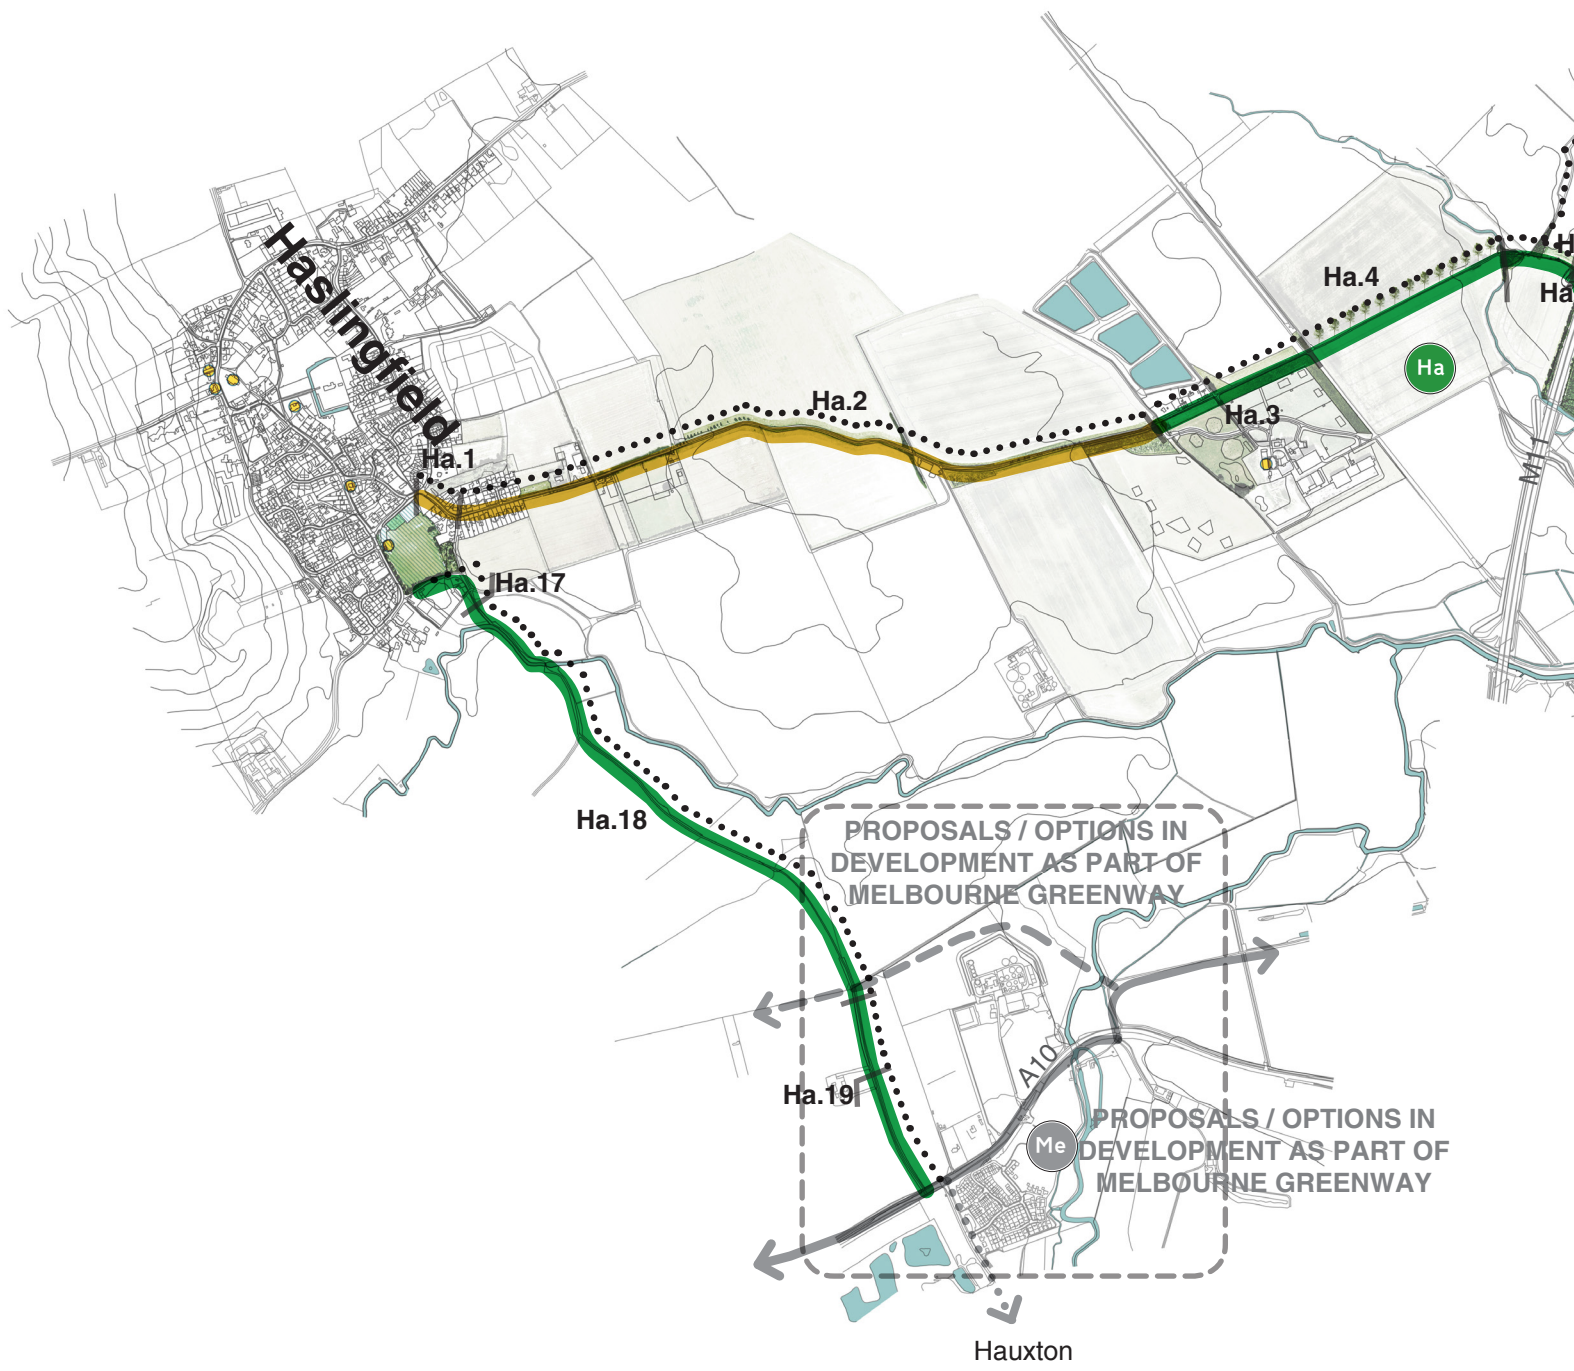 Haslingfield
Ha.1
Ha.2
Ha.3
Ha.4
H
Ha
Ha
M11
Ha.17
Ha.18
PROPOSALS / OPTIONS IN
DEVELOPMENT AS PART OF
MELBOURNE GREENWAY
A10
Ha.19
Me
PROPOSALS / OPTIONS IN
DEVELOPMENT AS PART OF
MELBOURNE GREENWAY
Hauxton